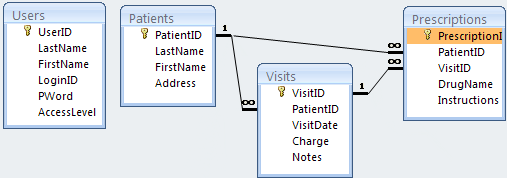 Users
UserID
LastName
FirstName
LoginID
PWord
AccessLevel
Patients
PatientID
LastName
FirstName
Address
1
∞
Visits
VisitID
PatientID
VisitDate
Charge
Notes
1
∞
∞
Prescriptions
PrescriptionI
PatientID
VisitID
DrugName
Instructions